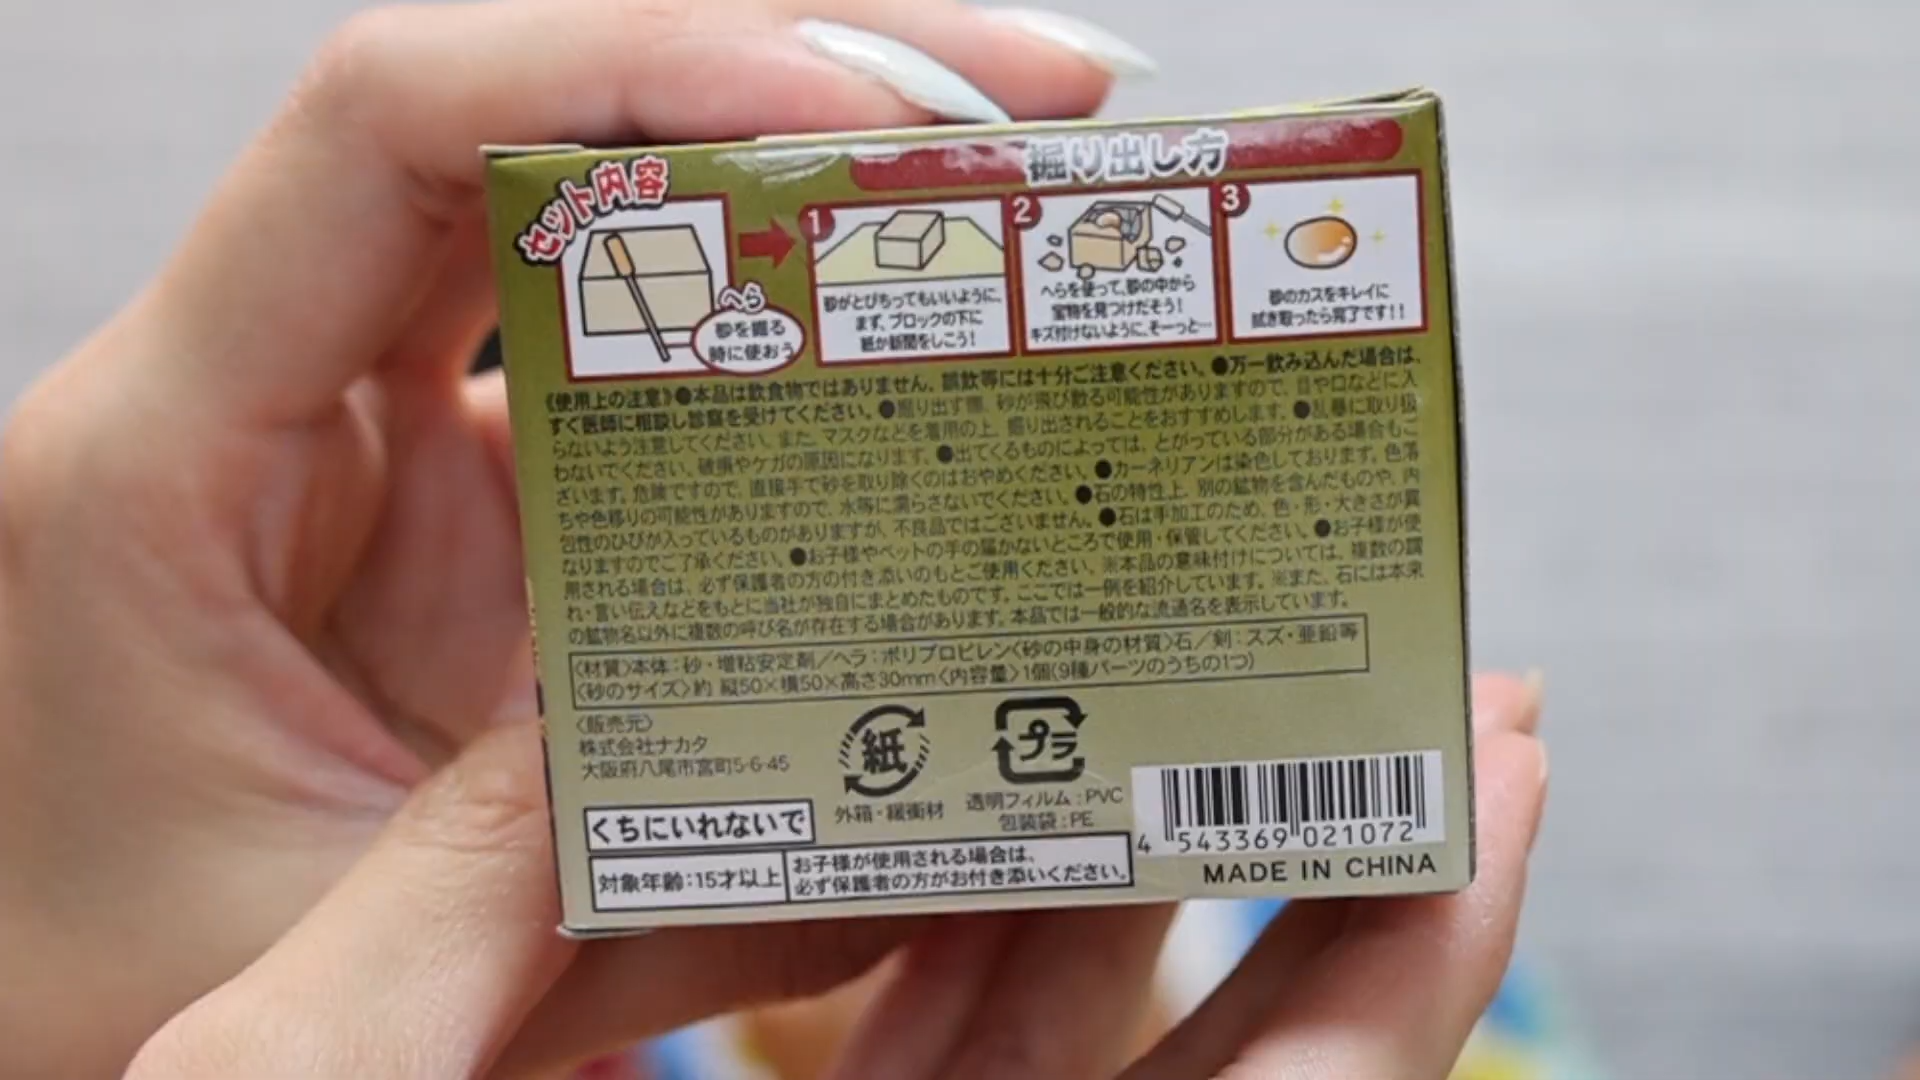 セット内容
へら
砂を掘る
時に使おう
掘り出し方
1
砂がとびちってもいいように、
まず、ブロックの下に
紙か新聞をしこう!
2
へらを使って、砂の中から
宝物を見つけだそう!
キズ付けないように、そーっと…
3
砂のカスをキレイに
拭き取ったら完了です!!
《使用上の注意》●本品は飲食物ではありません。誤飲等には十分ご注意ください。●万一飲み込んだ場合は、
すぐ医師に相談し診察を受けてください。●掘り出す際、砂が飛び散る可能性がありますので、目や口などに入
らないよう注意してください。また、マスクなどを着用の上、掘り出されることをおすすめします。●乱暴に取り扱
わないでください。破損やケガの原因になります。●出てくるものによっては、とがっている部分がある場合もご
ざいます。危険ですので、直接手で砂を取り除くのはおやめください。●カーネリアンは染色しております。色落
ちや色移りの可能性がありますので、水等に濡らさないでください。●石の特性上、別の鉱物を含んだものや、内
包性のひびが入っているものがありますが、不良品ではございません。●石は手加工のため、色・形・大きさが異
なりますのでご了承ください。●お子様やペットの手の届かないところで使用・保管してください。●お子様が使
用される場合は、必ず保護者の方の付き添いのもとご使用ください。※本品の意味付けについては、複数の謂
れ・言い伝えなどをもとに当社が独自にまとめたものです。ここでは一例を紹介しています。※また、石には本来
の鉱物名以外に複数の呼び名が存在する場合があります。本品では一般的な流通名を表示しています。
〈材質〉本体:砂・増粘安定剤/ヘラ:ポリプロピレン〈砂の中身の材質〉石/剣:スズ・亜鉛等
〈砂のサイズ〉約 縦50×横50×高さ30mm〈内容量〉1個(9種パーツのうちの1つ)
〈販売元〉
株式会社ナカタ
大阪府八尾市宮町5-6-45
紙
外箱・緩衝材
プラ
透明フィルム:PVC
包装袋:PE
くちにいれないで
対象年齢:15才以上
お子様が使用される場合は、
必ず保護者の方がお付き添いください。
4 543369 021072
MADE IN CHINA